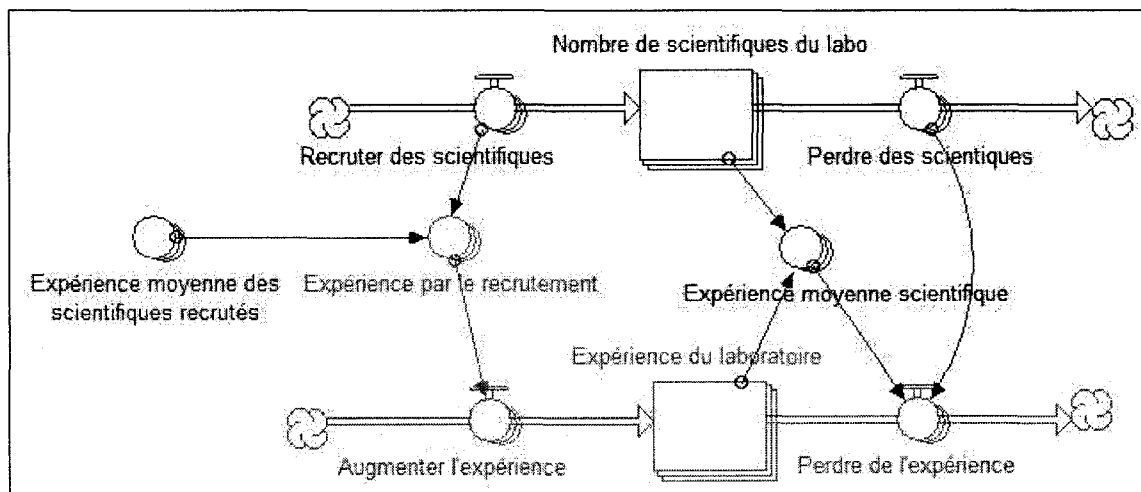 Nombre de scientifiques du labo
Recruter des scientifiques
Perdre des scientiques
Expérience moyenne des
scientifiques recrutés
Expérience par le recrutement
Expérience moyenne scientifique
Expérience du laboratoire
Augmenter l'expérience
Perdre de l'expérience